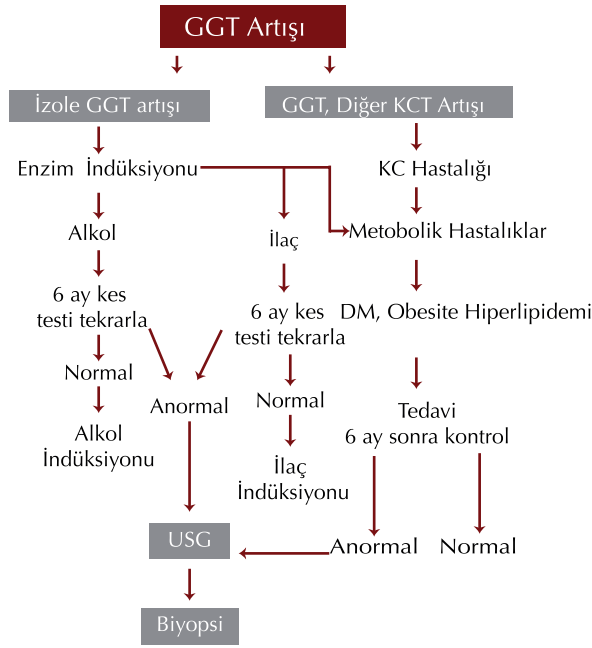 GGT Artışı
İzole GGT artışı
GGT, Diğer KCT Artışı
Enzim İndüksiyonu
KC Hastalığı
Alkol
İlaç
Metobolik Hastalıklar
6 ay kes
testi tekrarla
6 ay kes
testi tekrarla
DM, Obesite Hiperlipidemi
Normal
Anormal
Normal
Tedavi
6 ay sonra kontrol
Alkol
İndüksiyonu
İlaç
İndüksiyonu
USG
Anormal
Normal
Biyopsi